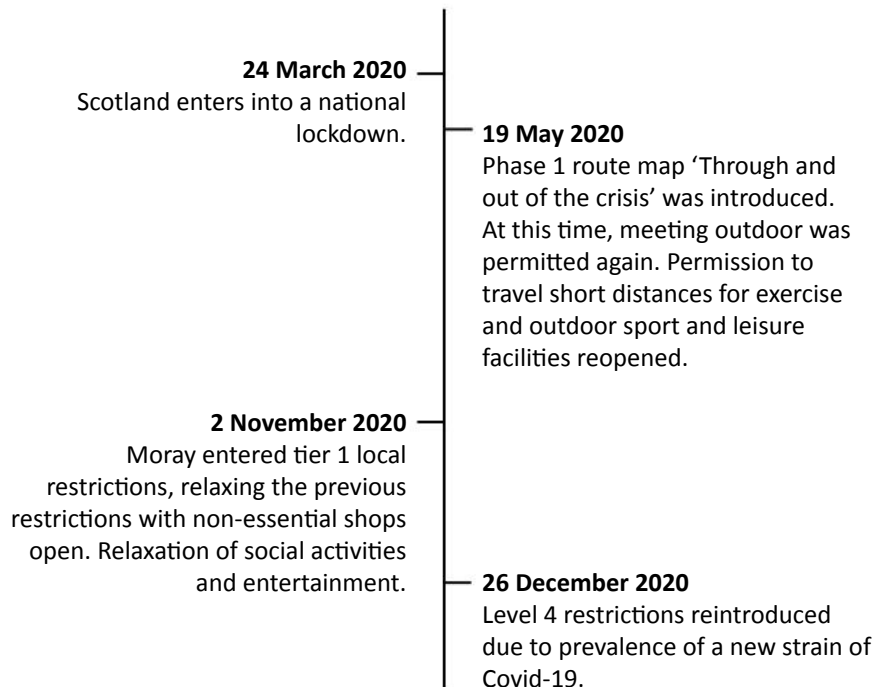 24 March 2020
Scotland enters into a national
lockdown.
19 May 2020
Phase 1 route map ‘Through and
out of the crisis’ was introduced.
At this time, meeting outdoor was
permitted again. Permission to
travel short distances for exercise
and outdoor sport and leisure
facilities reopened.
2 November 2020
Moray entered tier 1 local
restrictions, relaxing the previous
restrictions with non-essential shops
open. Relaxation of social activities
and entertainment.
26 December 2020
Level 4 restrictions reintroduced
due to prevalence of a new strain of
Covid-19.